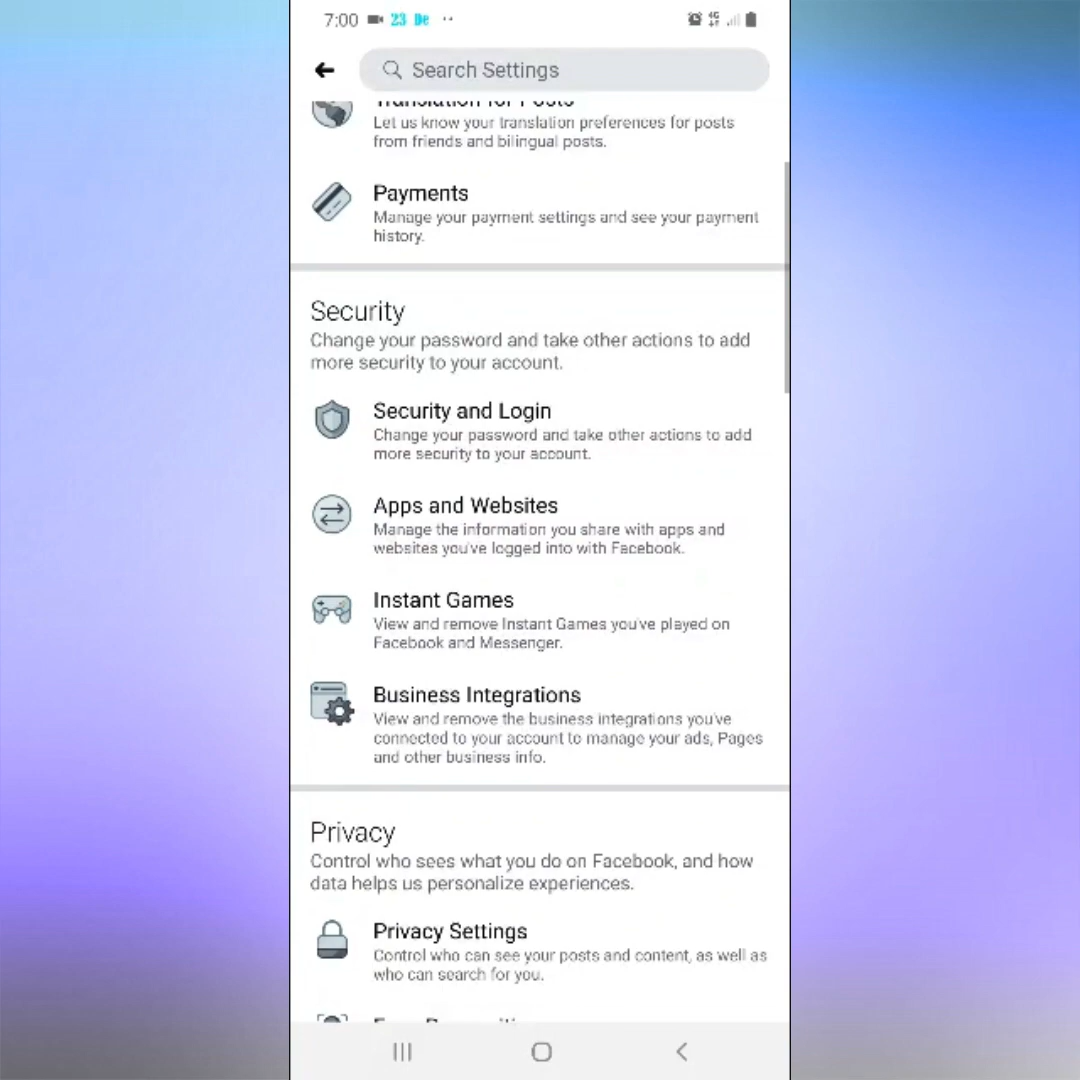 7:00 23 De
Search Settings
Translation for Posts
Let us know your translation preferences for posts
from friends and bilingual posts.
Payments
Manage your payment settings and see your payment
history.
Security
Change your password and take other actions to add
more security to your account.
Security and Login
Change your password and take other actions to add
more security to your account.
Apps and Websites
Manage the information you share with apps and
websites you've logged into with Facebook.
Instant Games
View and remove Instant Games you've played on
Facebook and Messenger.
Business Integrations
View and remove the business integrations you've
connected to your account to manage your ads, Pages
and other business info.
Privacy
Control who sees what you do on Facebook, and how
data helps us personalize experiences.
Privacy Settings
Control who can see your posts and content, as well as
who can search for you.